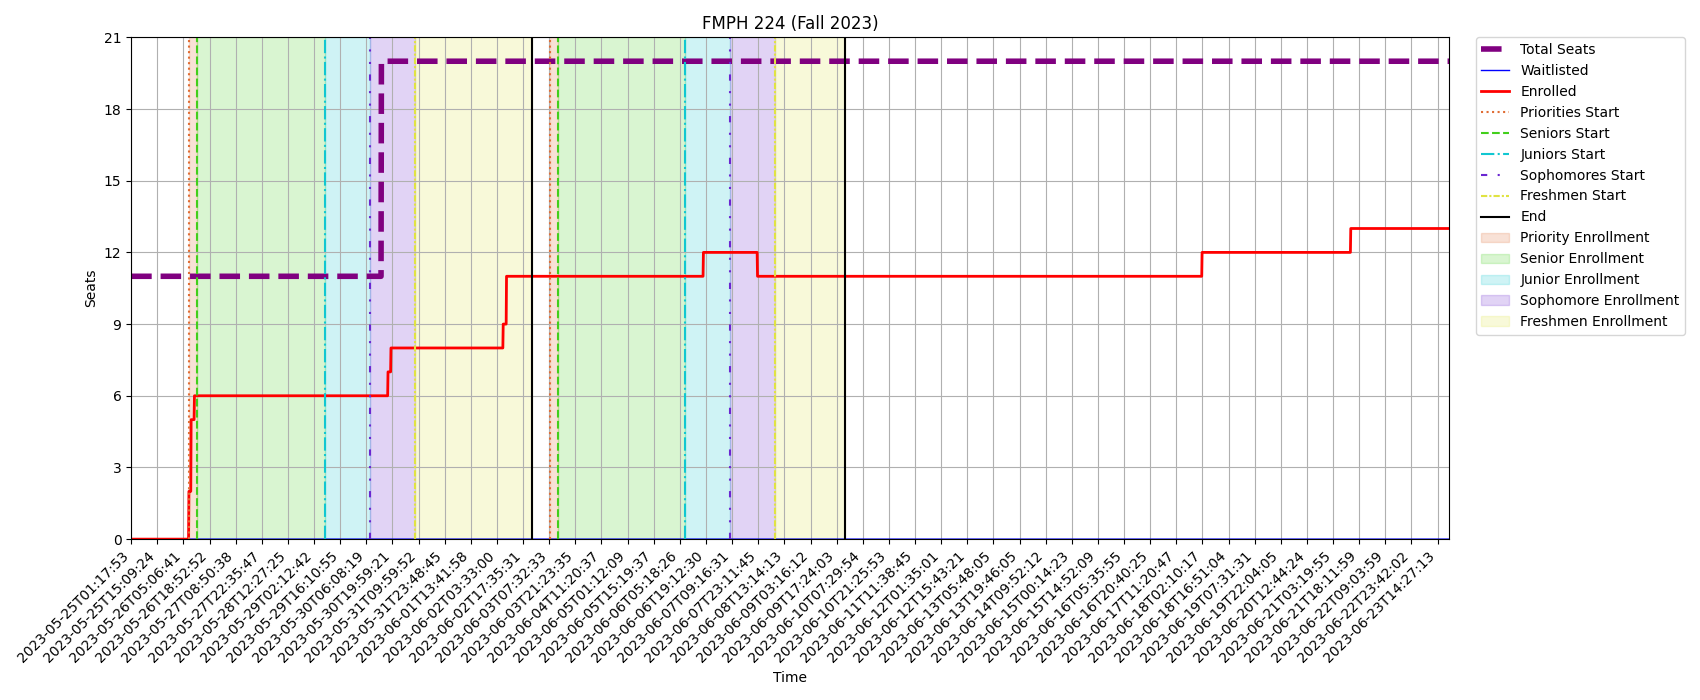 FMPH 224 (Fall 2023)
21
18
15
12
9
6
3
0
Seats
2023-05-25T01:17:53
2023-05-25T15:09:24
2023-05-26T05:06:41
2023-05-26T18:52:52
2023-05-27T08:50:38
2023-05-27T22:35:47
2023-05-28T12:27:25
2023-05-29T02:12:42
2023-05-29T16:10:55
2023-05-30T06:08:19
2023-05-30T19:59:21
2023-05-31T09:59:52
2023-05-31T23:48:45
2023-06-01T13:41:58
2023-06-02T03:33:00
2023-06-02T17:35:31
2023-06-03T07:32:33
2023-06-03T21:23:35
2023-06-04T11:20:37
2023-06-05T01:12:09
2023-06-05T15:19:37
2023-06-06T05:18:26
2023-06-06T19:12:30
2023-06-07T09:16:31
2023-06-07T23:11:45
2023-06-08T13:14:13
2023-06-09T03:16:12
2023-06-09T17:24:03
2023-06-10T07:29:54
2023-06-10T21:25:53
2023-06-11T11:38:45
2023-06-12T01:35:01
2023-06-12T15:43:21
2023-06-13T05:48:05
2023-06-13T19:46:05
2023-06-14T09:52:12
2023-06-15T00:14:23
2023-06-15T14:52:09
2023-06-16T05:35:55
2023-06-16T20:40:25
2023-06-17T11:20:47
2023-06-18T02:10:17
2023-06-18T16:51:04
2023-06-19T07:31:31
2023-06-19T22:04:05
2023-06-20T12:44:24
2023-06-21T03:19:55
2023-06-21T18:11:59
2023-06-22T09:03:59
2023-06-22T23:42:02
2023-06-23T14:27:13
Time
Total Seats
Waitlisted
Enrolled
Priorities Start
Seniors Start
Juniors Start
Sophomores Start
Freshmen Start
End
Priority Enrollment
Senior Enrollment
Junior Enrollment
Sophomore Enrollment
Freshmen Enrollment